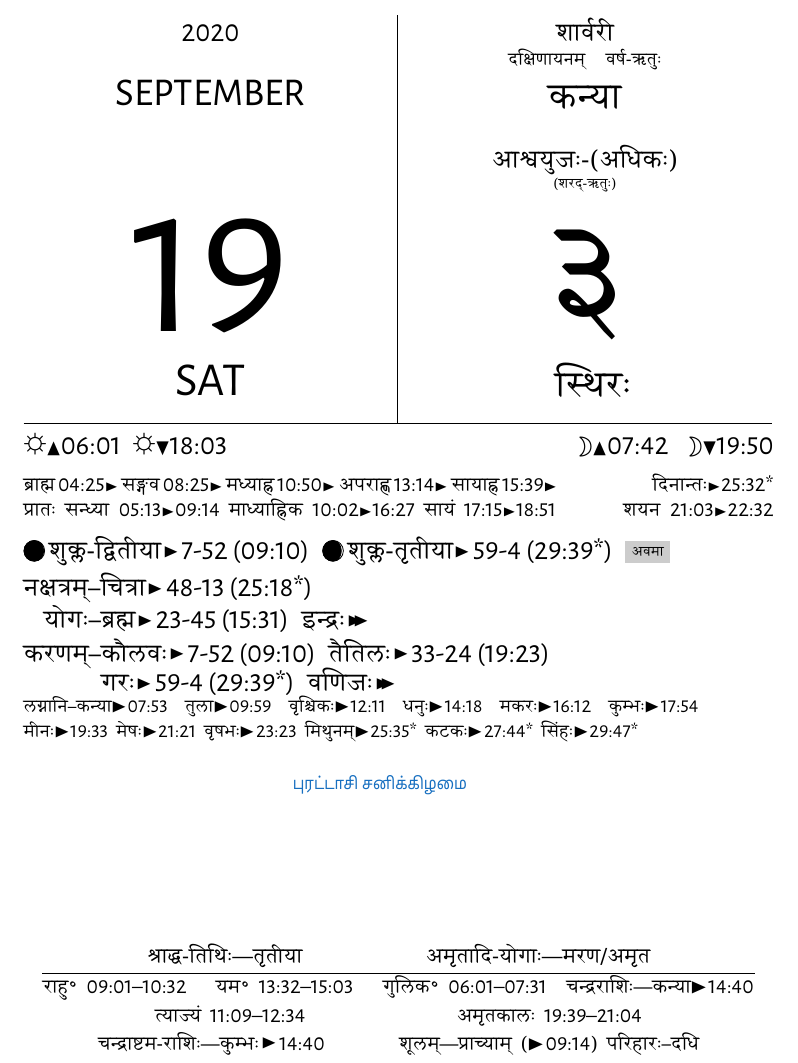 2020
SEPTEMBER
19
SAT
शार्वरी
दक्षिणायनम् वर्ष-ऋतुः
कन्या
आश्वयुजः-(अधिकः)
(शरद्-ऋतुः)
३
स्थिरः
☼▲06:01 ☼▼18:03 ☽▲07:42 ☽▼19:50
ब्राह्म 04:25► सङ्गव 08:25► मध्याह्न 10:50► अपराह्ण 13:14► सायाह्न 15:39► दिनान्तः►25:32*
प्रातः सन्ध्या 05:13►09:14 माध्याह्निक 10:02►16:27 सायं 17:15►18:51 शयन 21:03►22:32
शुक्ल-द्वितीया►7-52 (09:10) शुक्ल-तृतीया►59-4 (29:39*) अवमा
नक्षत्रम्–चित्रा►48-13 (25:18*)
योगः–ब्रह्म►23-45 (15:31) इन्द्रः►►
करणम्–कौलवः►7-52 (09:10) तैतिलः►33-24 (19:23)
गरः►59-4 (29:39*) वणिजः►►
लग्नानि–कन्या►07:53 तुला►09:59 वृश्चिकः►12:11 धनुः►14:18 मकरः►16:12 कुम्भः►17:54
मीनः►19:33 मेषः►21:21 वृषभः►23:23 मिथुनम्►25:35* कटकः►27:44* सिंहः►29:47*
புரட்டாசி சனிக்கிழமை
श्राद्ध-तिथिः—तृतीया अमृतादि-योगाः—मरण/अमृत
राहु° 09:01–10:32 यम° 13:32–15:03 गुलिक° 06:01–07:31 चन्द्रराशिः—कन्या►14:40
त्याज्यं 11:09–12:34 अमृतकालः 19:39–21:04
चन्द्राष्टम-राशिः—कुम्भः►14:40 शूलम्—प्राच्याम् (►09:14) परिहारः–दधि